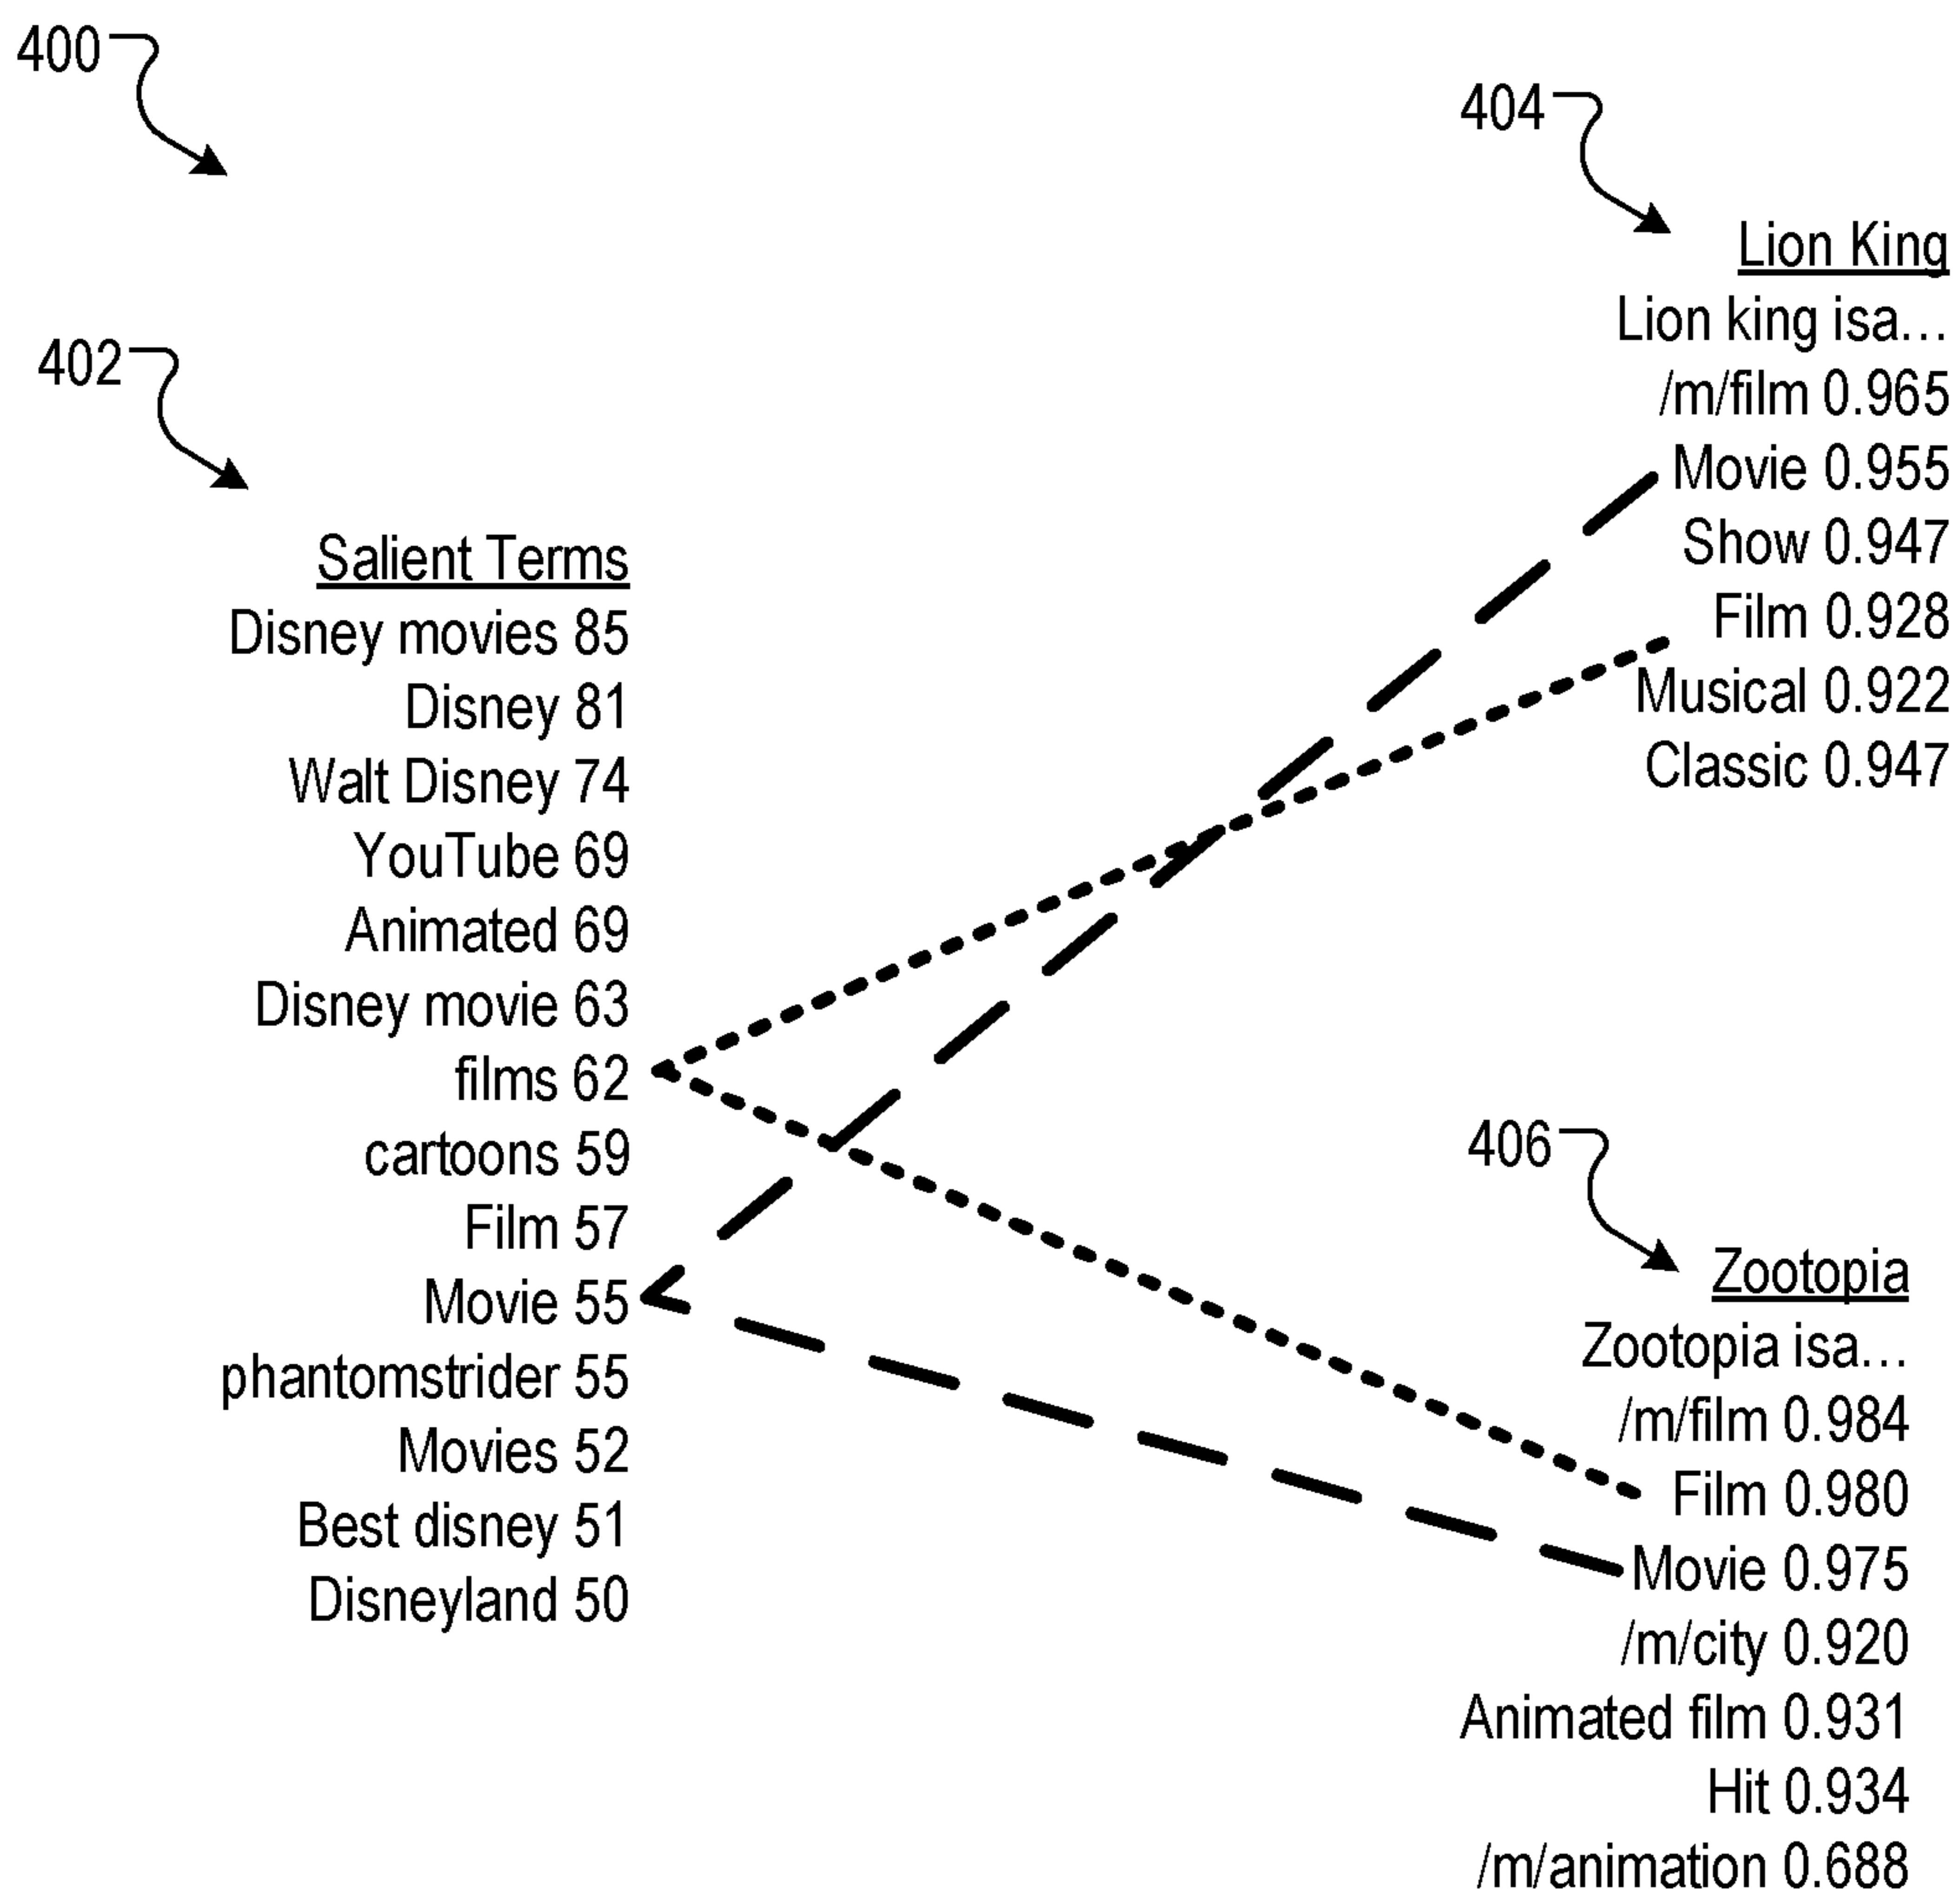 400
402
Salient Terms
Disney movies 85
Disney 81
Walt Disney 74
YouTube 69
Animated 69
Disney movie 63
films 62
cartoons 59
Film 57
Movie 55
phantomstrider 55
Movies 52
Best disney 51
Disneyland 50
404
Lion King
Lion king isa...
/m/film 0.965
Movie 0.955
Show 0.947
Film 0.928
Musical 0.922
Classic 0.947
406
Zootopia
Zootopia isa...
/m/film 0.984
Film 0.980
Movie 0.975
/m/city 0.920
Animated film 0.931
Hit 0.934
/m/animation 0.688